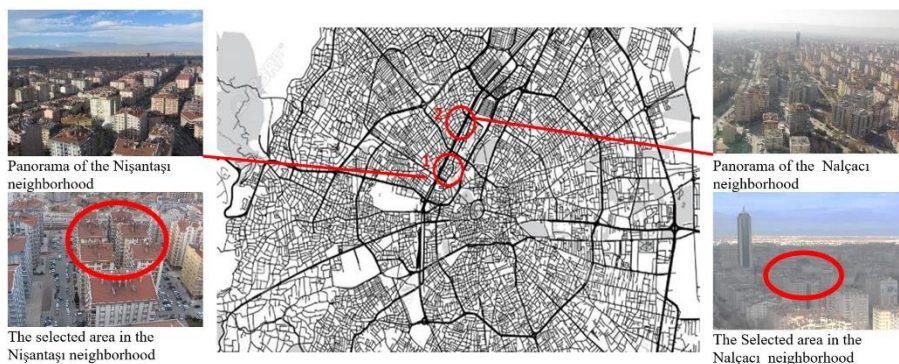 Panorama of the Nişantaşı
neighborhood
The selected area in the
Nişantaşı neighborhood
2
1
Panorama of the Nalçacı
neighborhood
The Selected area in the
Nalçacı neighborhood